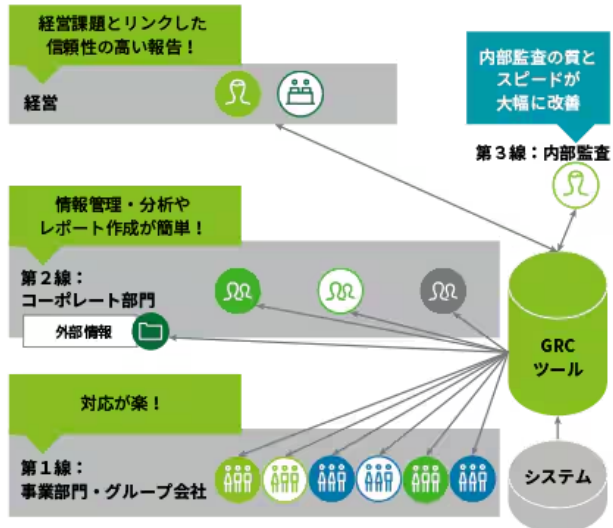 経営課題とリンクした
信頼性の高い報告！
経営
内部監査の質と
スピードが
大幅に改善
第３線：内部監査
情報管理・分析や
レポート作成が簡単！
第２線：
コーポレート部門
外部情報
GRC
ツール
対応が楽！
第１線：
事業部門・グループ会社
システム